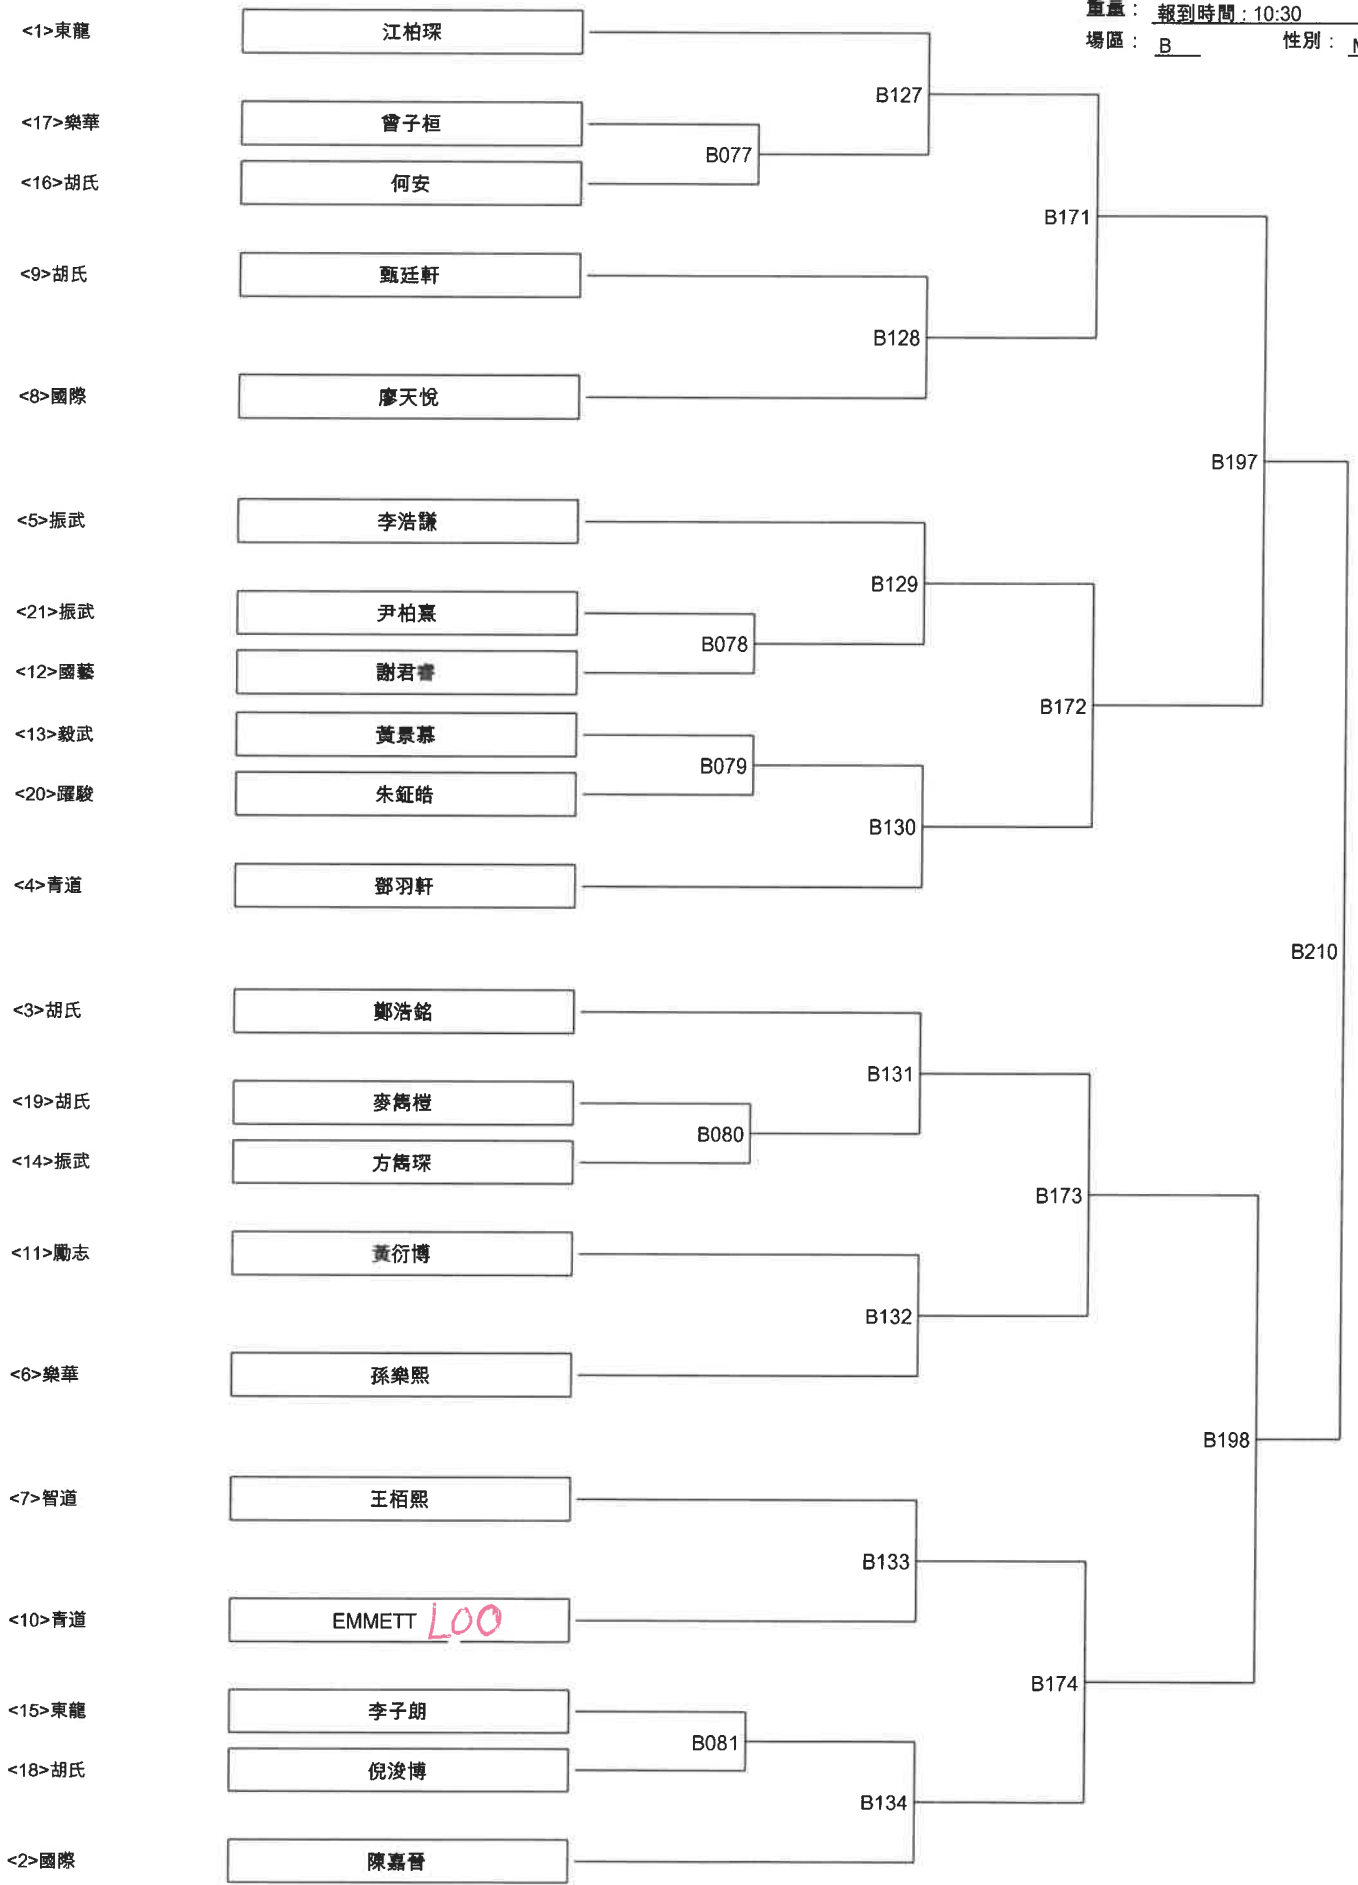 重量： 報到時間 : 10:30
<1>東龍 江柏琛
場區： B 性別： M
B127
<17>樂華 曾子桓
B077
<16>胡氏 何安
B171
<9>胡氏 甄廷軒
B128
<8>國際 廖天悅
B197
<5>振武 李浩謙
B129
<21>振武 尹柏熹
B078
<12>國藝 謝君睿
B172
<13>毅武 黃景慕
B079
<20>躍駿 朱鉦皓
B130
<4>青道 鄧羽軒
B210
<3>胡氏 鄭浩銘
B131
<19>胡氏 麥雋榿
B080
<14>振武 方雋琛
B173
<11>勵志 黃衍博
B132
<6>樂華 孫樂熙
B198
<7>智道 王栢熙
B133
<10>青道 EMMETT LOO
B174
<15>東龍 李子朗
B081
<18>胡氏 倪浚博
B134
<2>國際 陳嘉晉